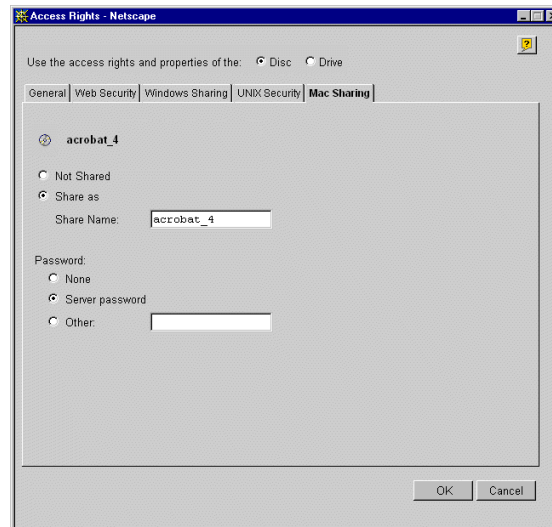 Access Rights - Netscape
?
Use the access rights and properties of the: Disc Drive
General Web Security Windows Sharing UNIX Security Mac Sharing
acrobat_4
Not Shared
Share as
Share Name: acrobat_4
Password:
None
Server password
Other:
OK Cancel